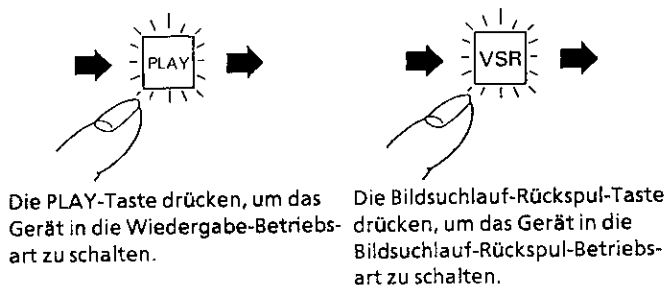 PLAY
Die PLAY-Taste drücken, um das
Gerät in die Wiedergabe-Betriebs-
art zu schalten.
VSR
Die Bildsuchlauf-Rückspul-Taste
drücken, um das Gerät in die
Bildsuchlauf-Rückspul-Betriebs-
art zu schalten.